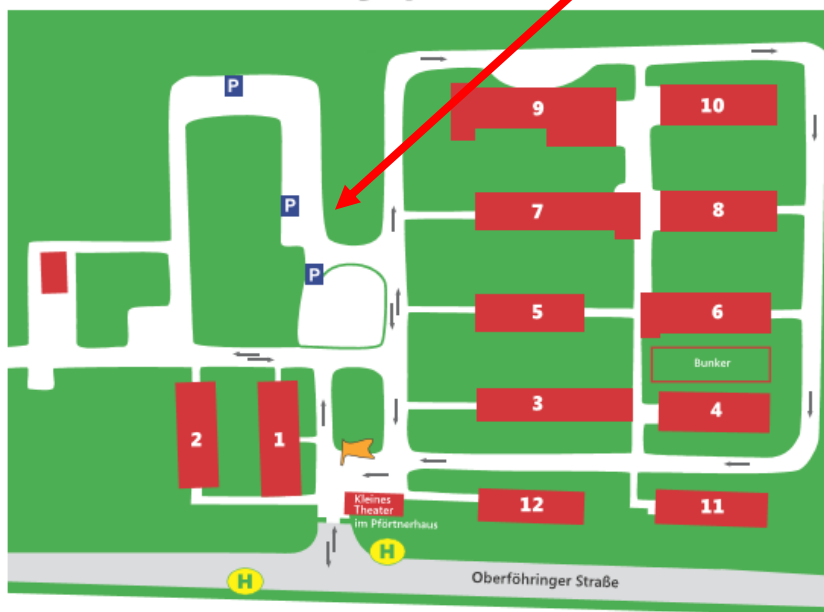 P
9
10
P
7
8
P
5
6
Bunker
3
4
2
1
Kleines
Theater
im Pförtnerhaus
12
11
H
H
Oberföhringer Straße